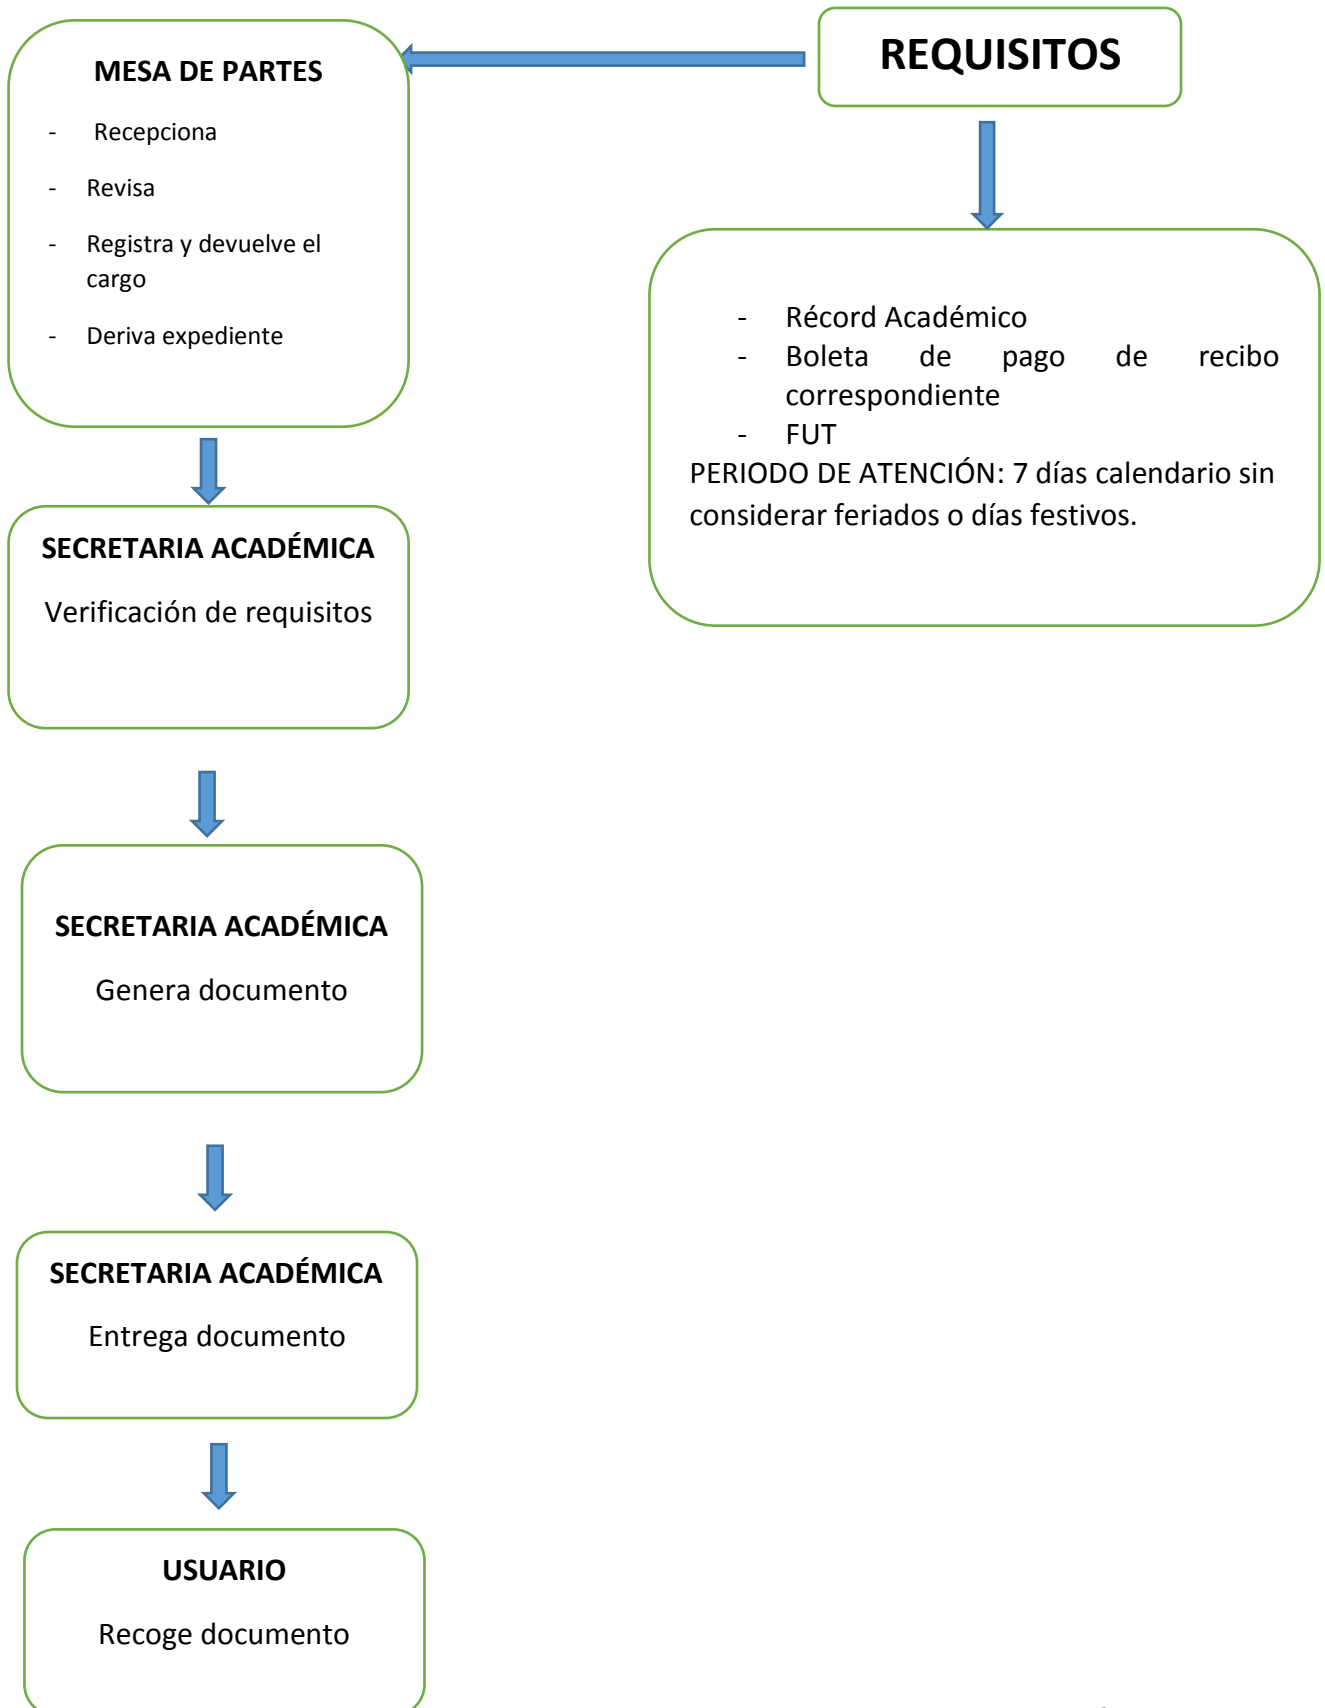 REQUISITOS
MESA DE PARTES
- Recepciona
- Revisa
- Registra y devuelve el
cargo
- Deriva expediente
- Récord Académico
- Boleta de pago de recibo
correspondiente
- FUT
PERIODO DE ATENCIÓN: 7 días calendario sin
considerar feriados o días festivos.
SECRETARIA ACADÉMICA
Verificación de requisitos
SECRETARIA ACADÉMICA
Genera documento
SECRETARIA ACADÉMICA
Entrega documento
USUARIO
Recoge documento